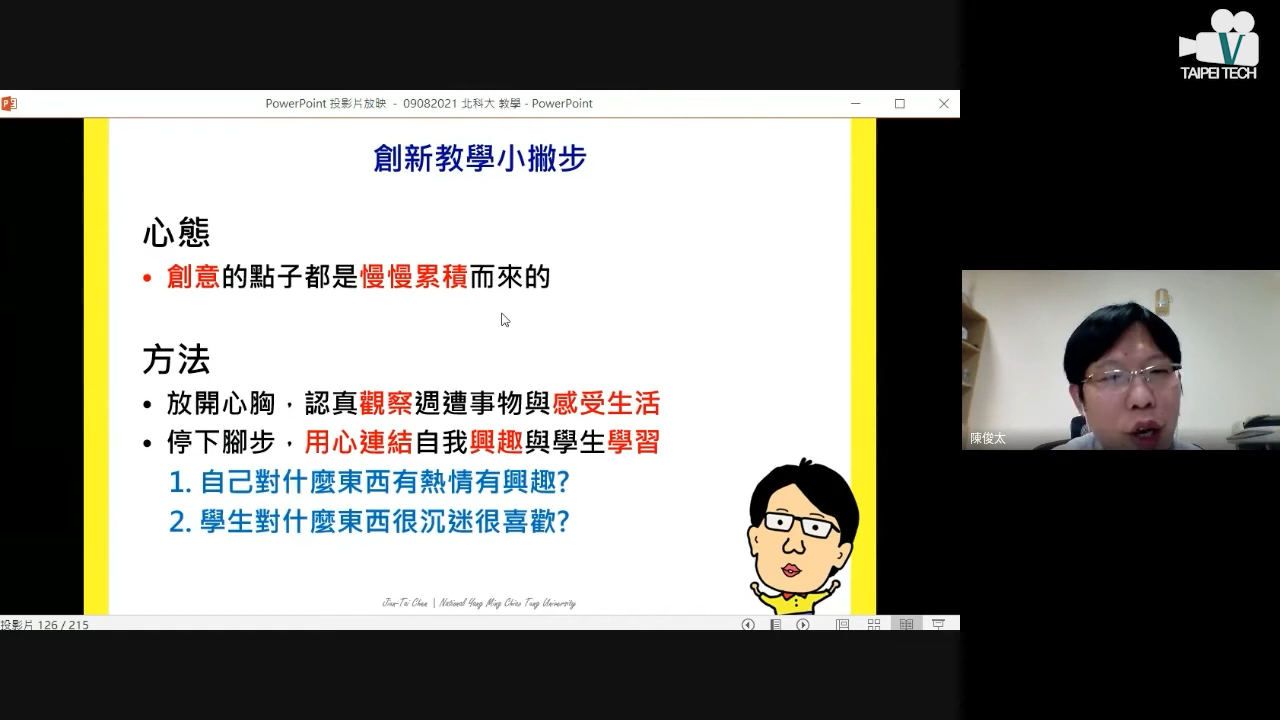 V
TAIPEI TECH
PowerPoint 投影片放映 - 09082021 北科大 教學 - PowerPoint
創新教學小撇步
心態
• 創意的點子都是慢慢累積而來的
方法
• 放開心胸，認真觀察週遭事物與感受生活
• 停下腳步，用心連結自我興趣與學生學習
1. 自己對什麼東西有熱情有興趣?
2. 學生對什麼東西很沉迷很喜歡?
Jiun-Tai Chen | National Yang Ming Chiao Tung University
投影片 126 / 215
陳俊太